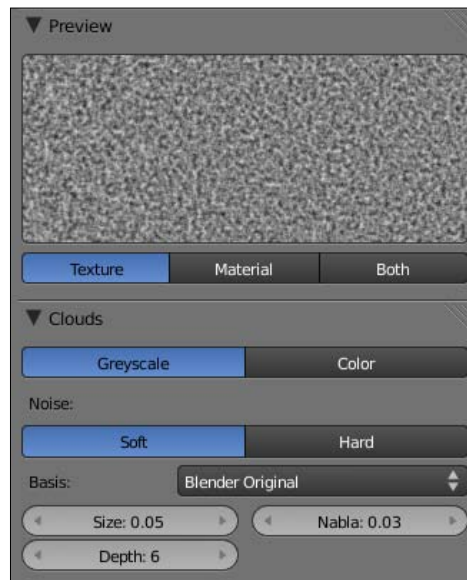 Preview
Texture Material Both
Clouds
Greyscale Color
Noise:
Soft Hard
Basis: Blender Original
Size: 0.05 Nabla: 0.03
Depth: 6